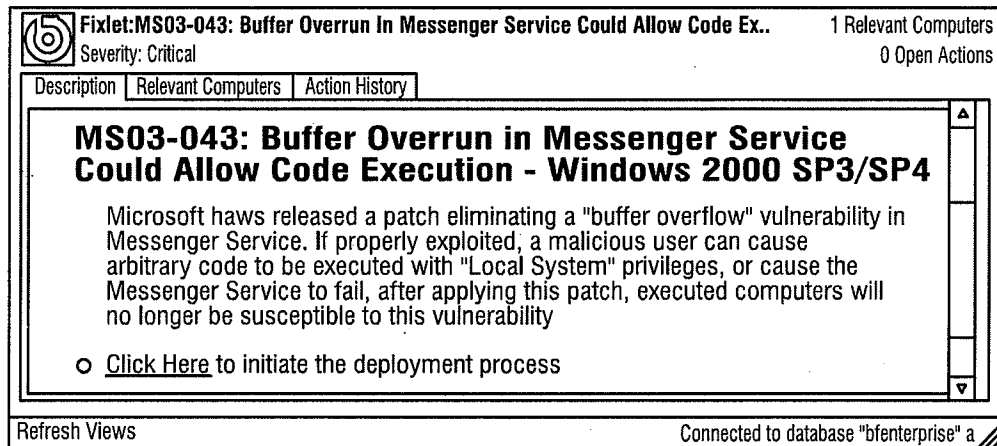 Fixlet:MS03-043: Buffer Overrun In Messenger Service Could Allow Code Ex..
1 Relevant Computers
Severity: Critical
0 Open Actions
Description
Relevant Computers
Action History
MS03-043: Buffer Overrun in Messenger Service
Could Allow Code Execution - Windows 2000 SP3/SP4
Microsoft haws released a patch eliminating a "buffer overflow" vulnerability in
Messenger Service. If properly exploited, a malicious user can cause
arbitrary code to be executed with "Local System" privileges, or cause the
Messenger Service to fail, after applying this patch, executed computers will
no longer be susceptible to this vulnerability
Click Here to initiate the deployment process
Refresh Views
Connected to database "bfenterprise" a